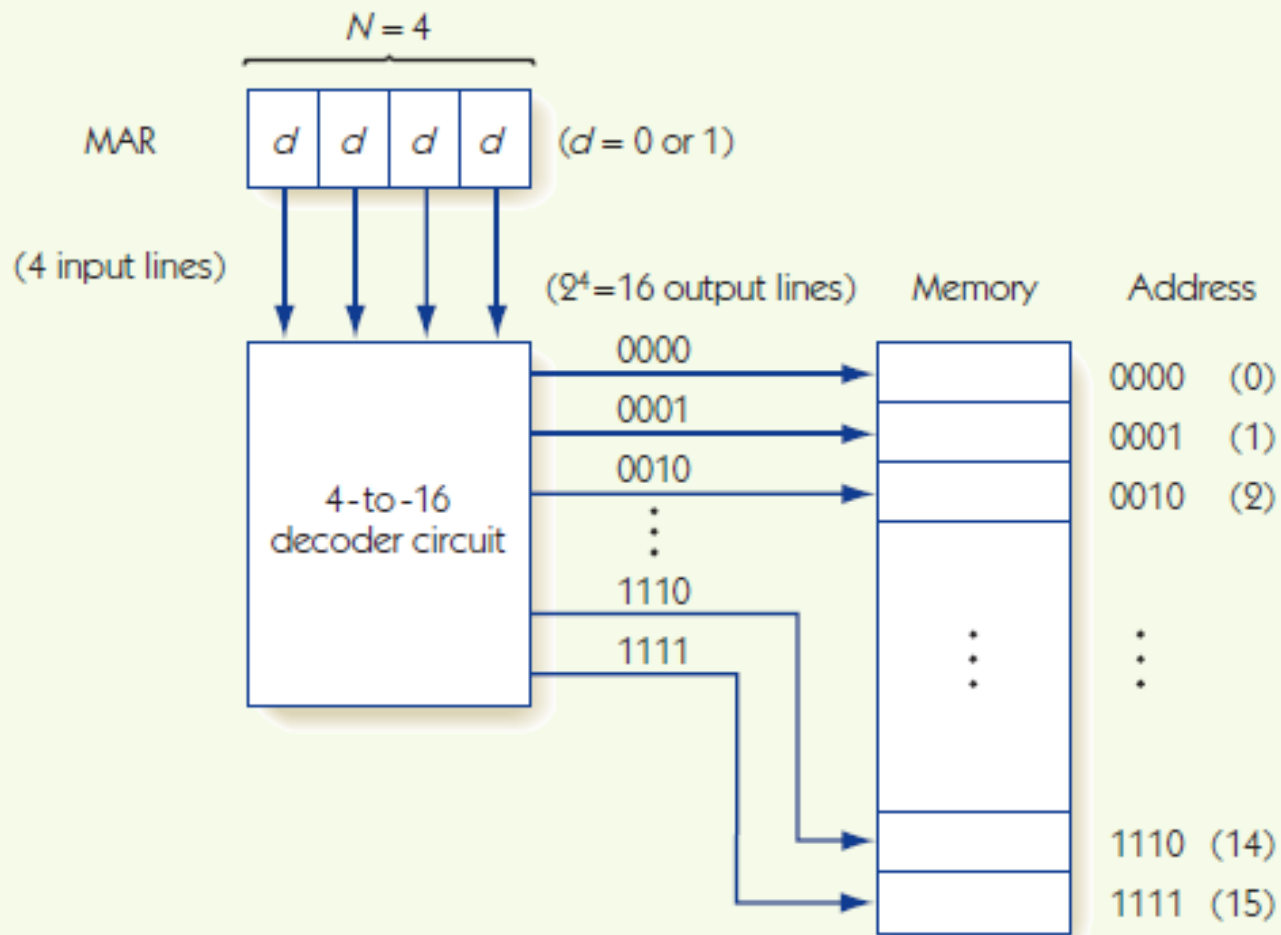 N = 4
MAR d d d d (d = 0 or 1)
(4 input lines)
(2⁴=16 output lines) Memory Address
0000
0000 (0)
0001
0001 (1)
0010
0010 (2)
4-to-16
decoder circuit
1110
1111
1110 (14)
1111 (15)